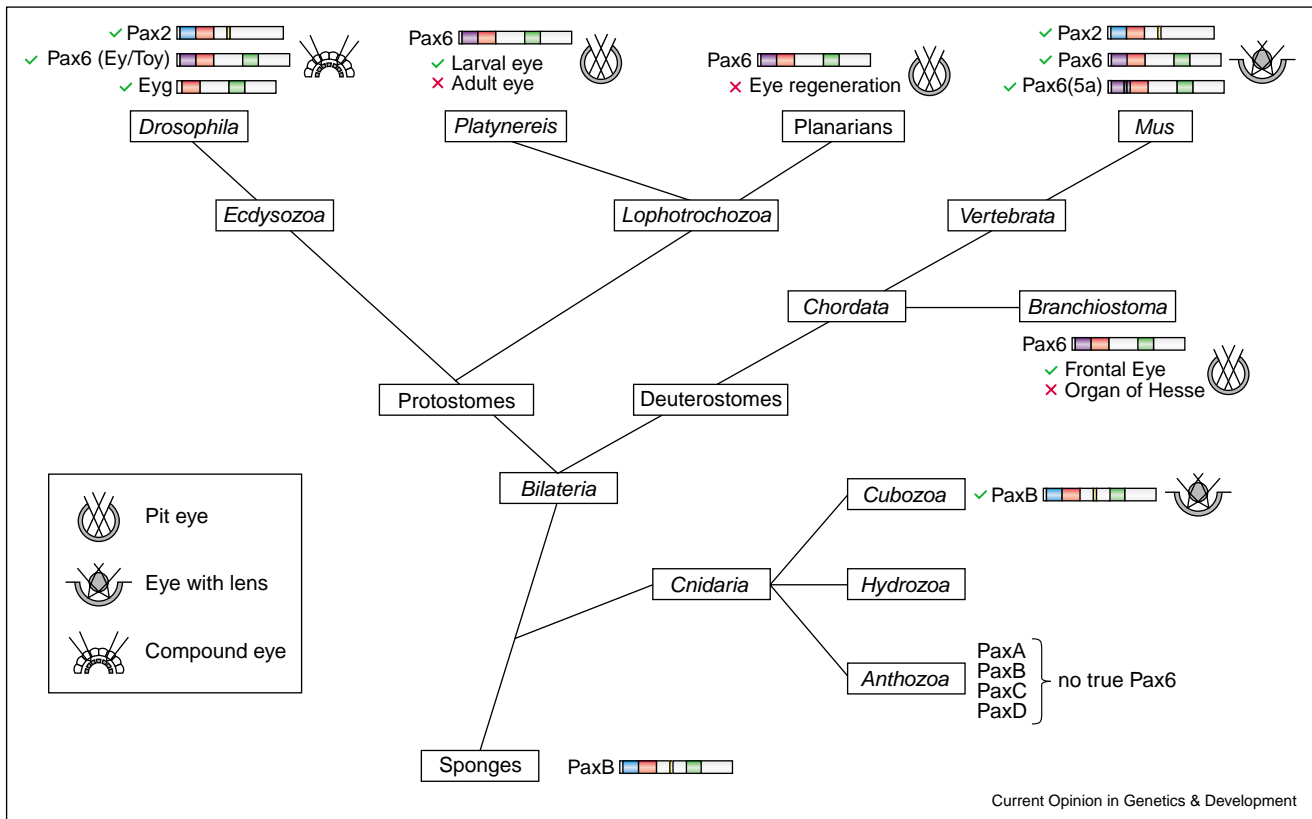 Pax2
Pax6 (Ey/Toy)
Eyg
Drosophila
Pax6
Larval eye
Adult eye
Platynereis
Pax6
Eye regeneration
Planarians
Pax2
Pax6
Pax6(5a)
Mus
Ecdysozoa
Lophotrochozoa
Vertebrata
Chordata
Branchiostoma
Pax6
Frontal Eye
Organ of Hesse
Protostomes
Deuterostomes
Bilateria
Pit eye
Eye with lens
Compound eye
Cubozoa
PaxB
Cnidaria
Hydrozoa
Anthozoa
PaxA
PaxB
PaxC
PaxD
no true Pax6
Sponges
PaxB
Current Opinion in Genetics & Development